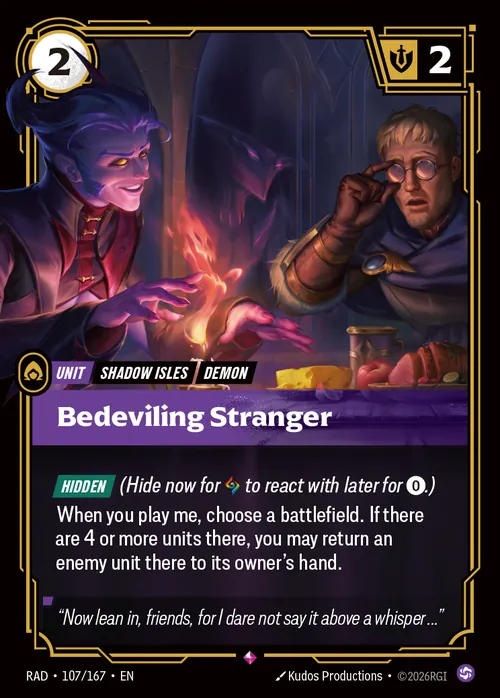 2
2
UNIT SHADOW ISLES DEMON
Bedeviling Stranger
HIDDEN (Hide now for to react with later for 0.)
When you play me, choose a battlefield. If there
are 4 or more units there, you may return an
enemy unit there to its owner's hand.
“Now lean in, friends, for I dare not say it above a whisper...”
RAD • 107/167 • EN
Kudos Productions • ©2026RGI